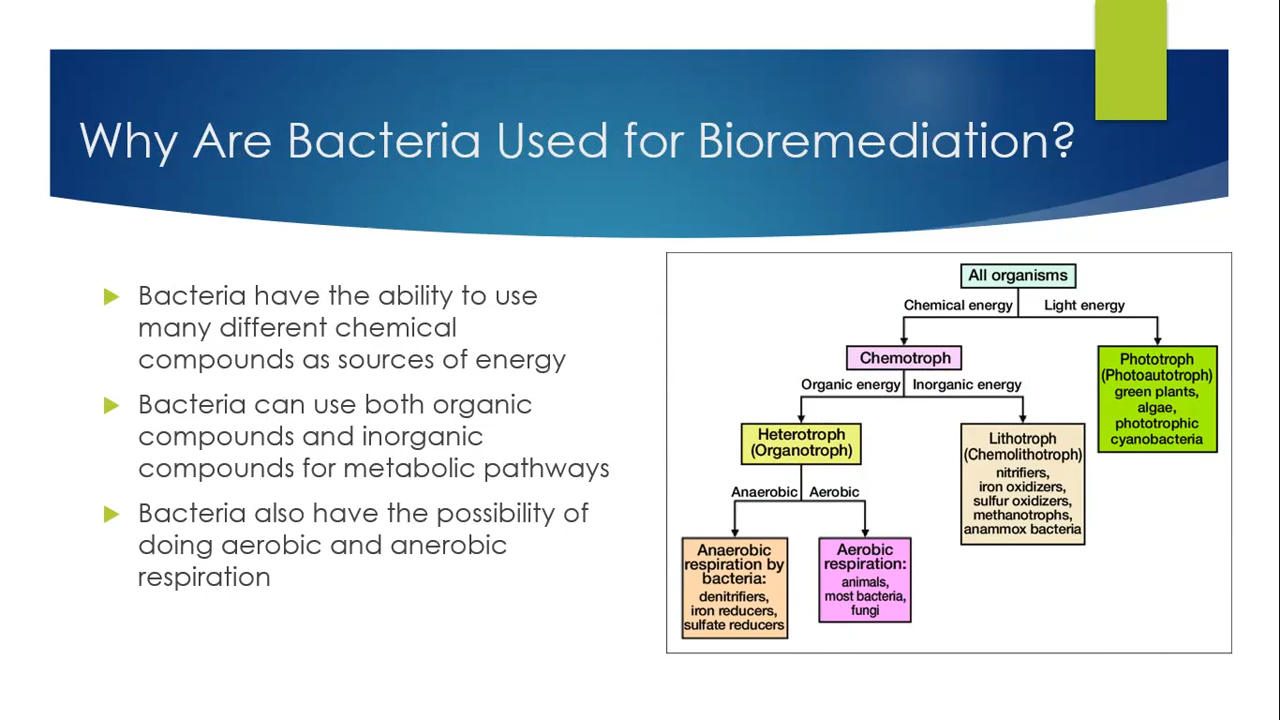 Why Are Bacteria Used for Bioremediation?
Bacteria have the ability to use
many different chemical
compounds as sources of energy
Bacteria can use both organic
compounds and inorganic
compounds for metabolic pathways
Bacteria also have the possibility of
doing aerobic and anerobic
respiration
All organisms
Chemical energy
Light energy
Chemotroph
Phototroph
(Photoautotroph)
green plants,
algae,
phototrophic
cyanobacteria
Organic energy
Inorganic energy
Heterotroph
(Organotroph)
Lithotroph
(Chemolithotroph)
nitrifiers,
iron oxidizers,
sulfur oxidizers,
methanotrophs,
anammox bacteria
Anaerobic
Aerobic
Anaerobic
respiration by
bacteria:
denitrifiers,
iron reducers,
sulfate reducers
Aerobic
respiration:
animals,
most bacteria,
fungi